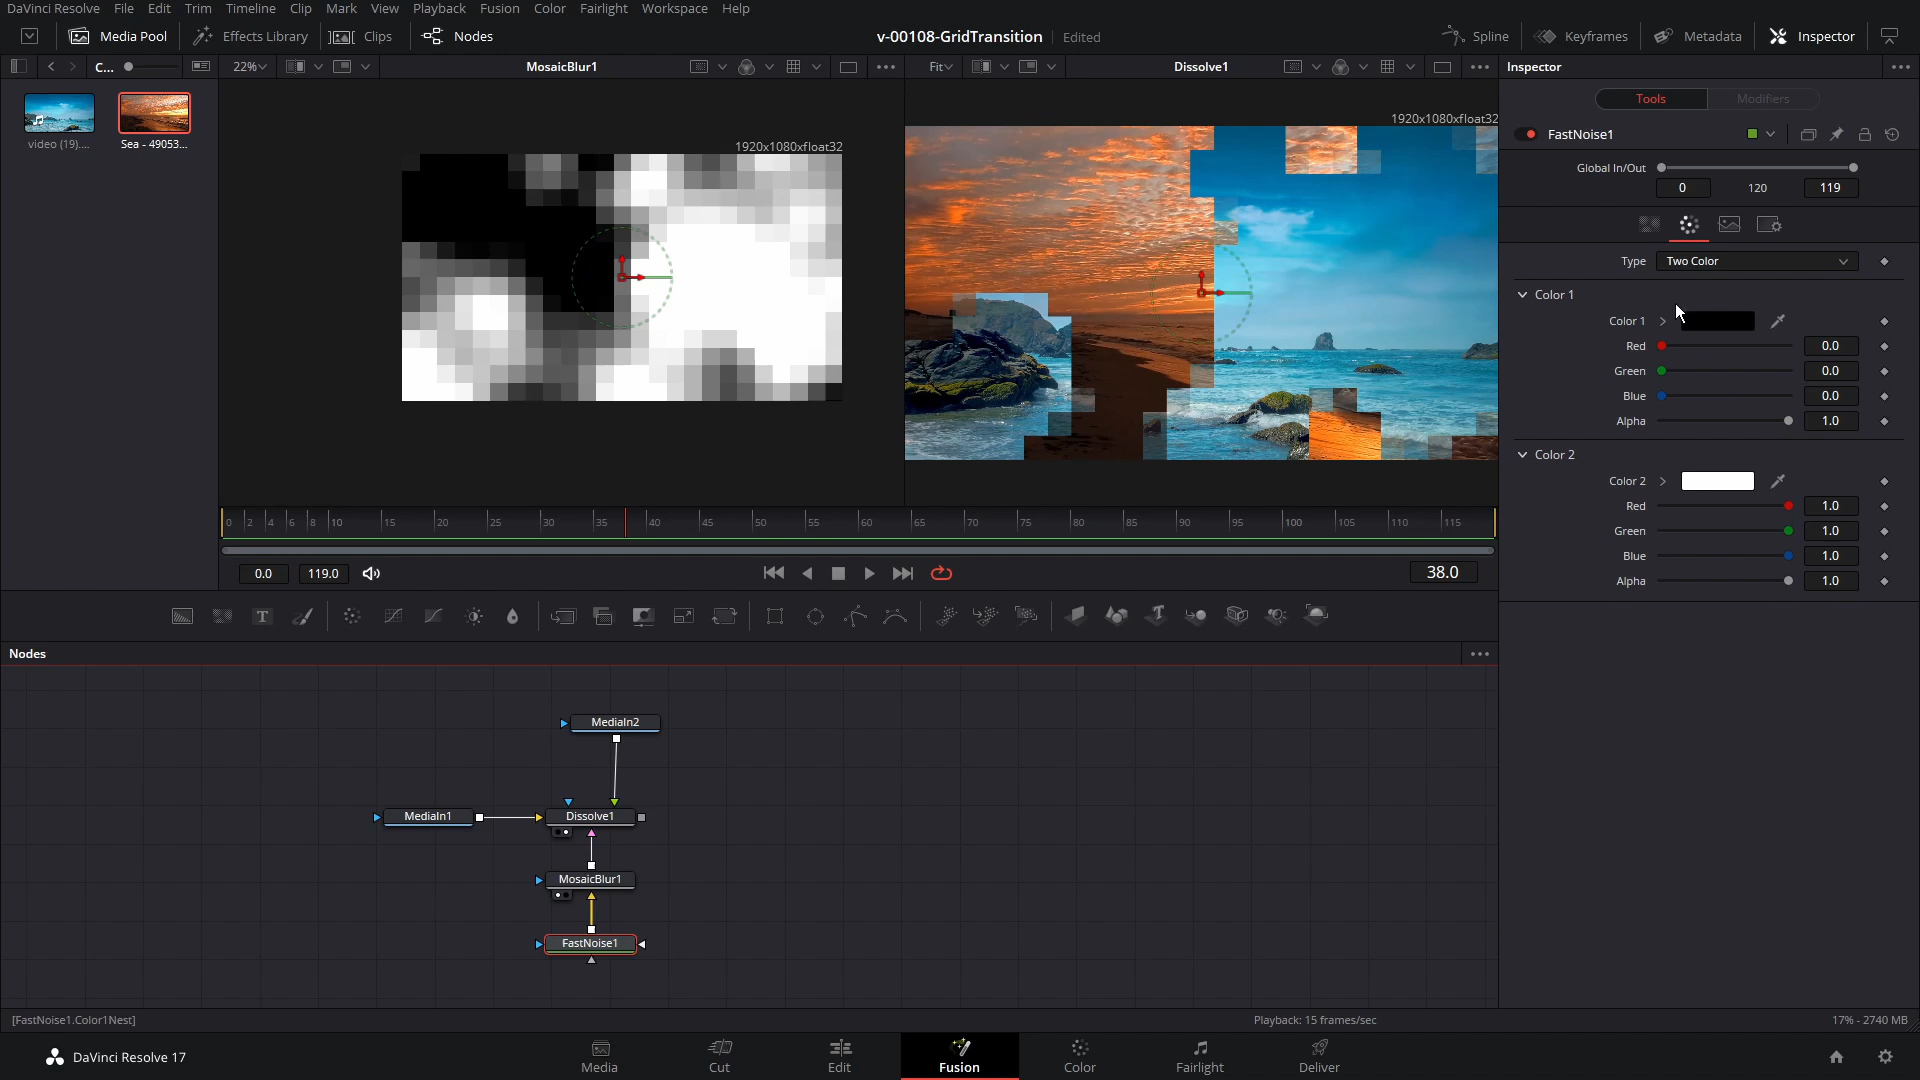 DaVinci Resolve File Edit Trim Timeline Clip Mark View Playback Fusion Color Fairlight Workspace Help
Media Pool Effects Library Clips Nodes v-00108-GridTransition Edited Spline Keyframes Metadata Inspector
C... 22% MosaicBlur1 Fit Dissolve1 Inspector
Tools Modifiers
1920x1080xfloat32
1920x1080xfloat32
FastNoise1
video (19).... Sea - 49053...
Global In/Out
0 120 119
Type Two Color
Color 1
Color 1
Red 0.0
Green 0.0
Blue 0.0
Alpha 1.0
Color 2
Color 2
Red 1.0
Green 1.0
Blue 1.0
Alpha 1.0
0 2 4 6 8 10 15 20 25 30 35 40 45 50 55 60 65 70 75 80 85 90 95 100 105 110 115
0.0 119.0 38.0
T
Nodes
MediaIn2
MediaIn1 Dissolve1
MosaicBlur1
FastNoise1
[FastNoise1.Color1Nest] Playback: 15 frames/sec 17% - 2740 MB
DaVinci Resolve 17 Media Cut Edit Fusion Color Fairlight Deliver